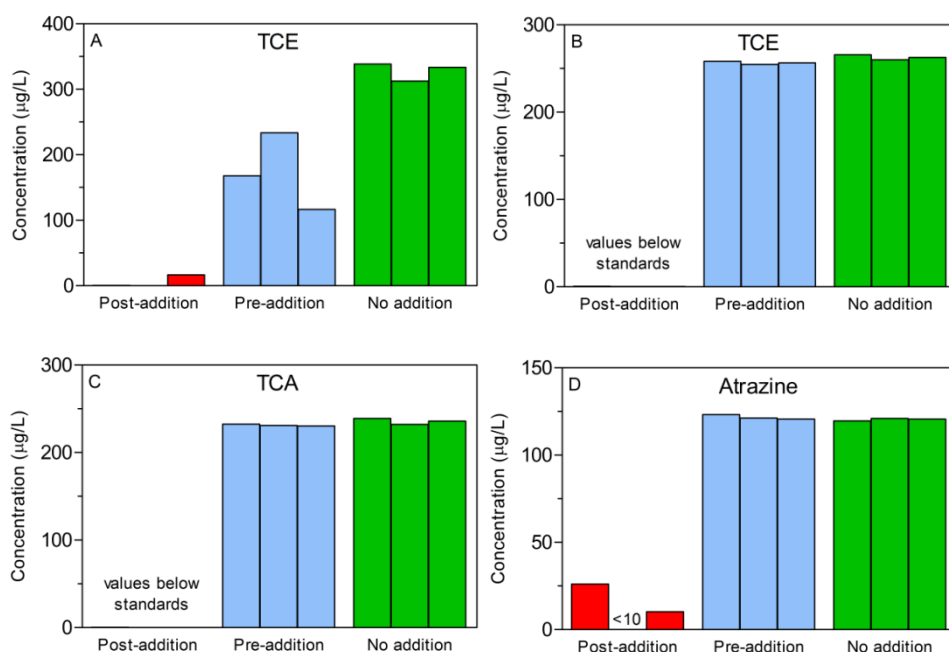 A
TCE
Concentration (µg/L)
400
300
200
100
0
Post-addition Pre-addition No addition
B
TCE
Concentration (µg/L)
300
200
100
0
values below
standards
Post-addition Pre-addition No addition
C
TCA
Concentration (µg/L)
300
200
100
0
values below
standards
Post-addition Pre-addition No addition
D
Atrazine
Concentration (µg/L)
150
100
50
0
<10
Post-addition Pre-addition No addition